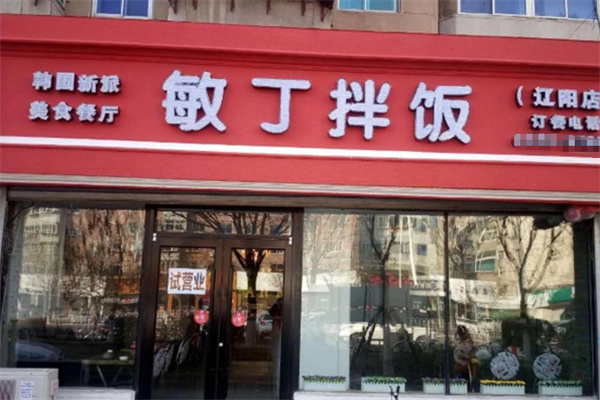 韩国新派
美食餐厅
敏丁拌饭
（辽阳店
订餐电话
试营业